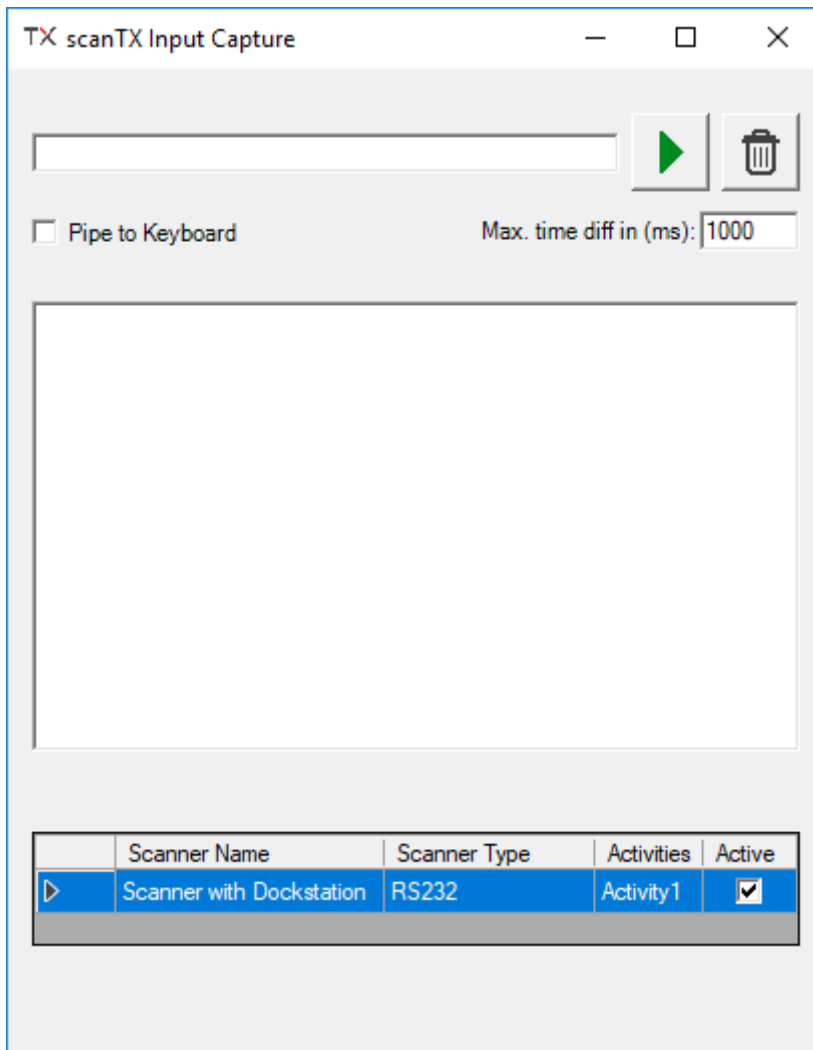 TX scanTX Input Capture
Pipe to Keyboard Max. time diff in (ms): 1000
Scanner Name Scanner Type Activities Active
Scanner with Dockstation RS232 Activity1